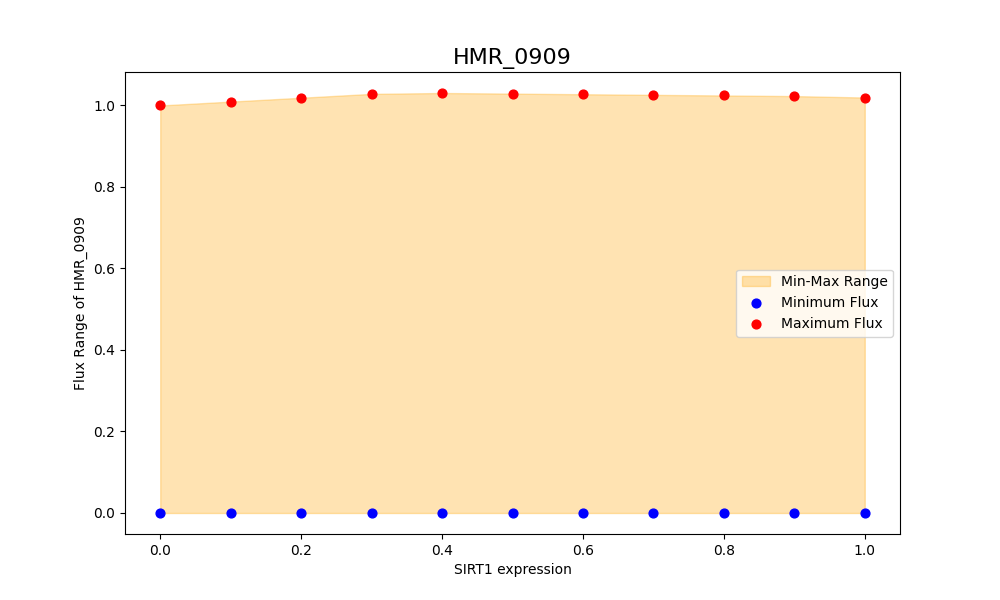 HMR_0909
Flux Range of HMR_0909
1.0
0.8
0.6
0.4
0.2
0.0
Min-Max Range
Minimum Flux
Maximum Flux
0.0 0.2 0.4 0.6 0.8 1.0
SIRT1 expression